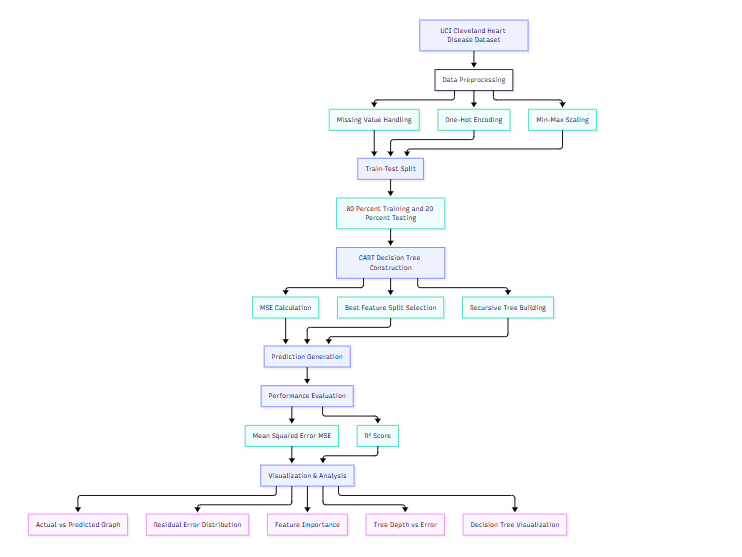 UCI Cleveland Heart
Disease Dataset
Data Preprocessing
Missing Value Handling
One-Hot Encoding
Min-Max Scaling
Train-Test Split
80 Percent Training and 20
Percent Testing
CART Decision Tree
Construction
MSE Calculation
Best Feature Split Selection
Recursive Tree Building
Prediction Generation
Performance Evaluation
Mean Squared Error MSE
R² Score
Visualization & Analysis
Actual vs Predicted Graph
Residual Error Distribution
Feature Importance
Tree Depth vs Error
Decision Tree Visualization